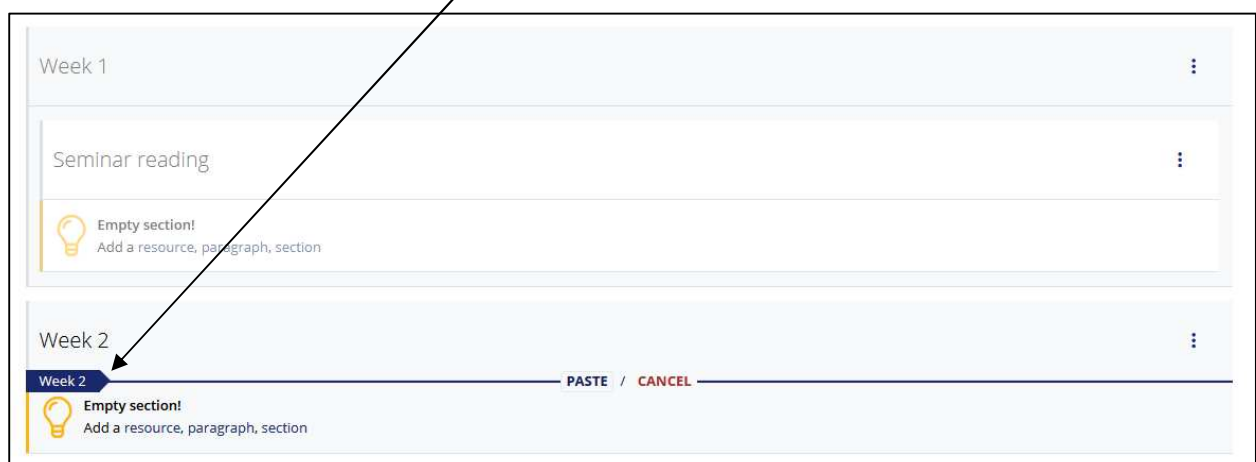 Week 1
Seminar reading
Empty section!
Add a resource, paragraph, section
Week 2
Week 2 PASTE / CANCEL
Empty section!
Add a resource, paragraph, section